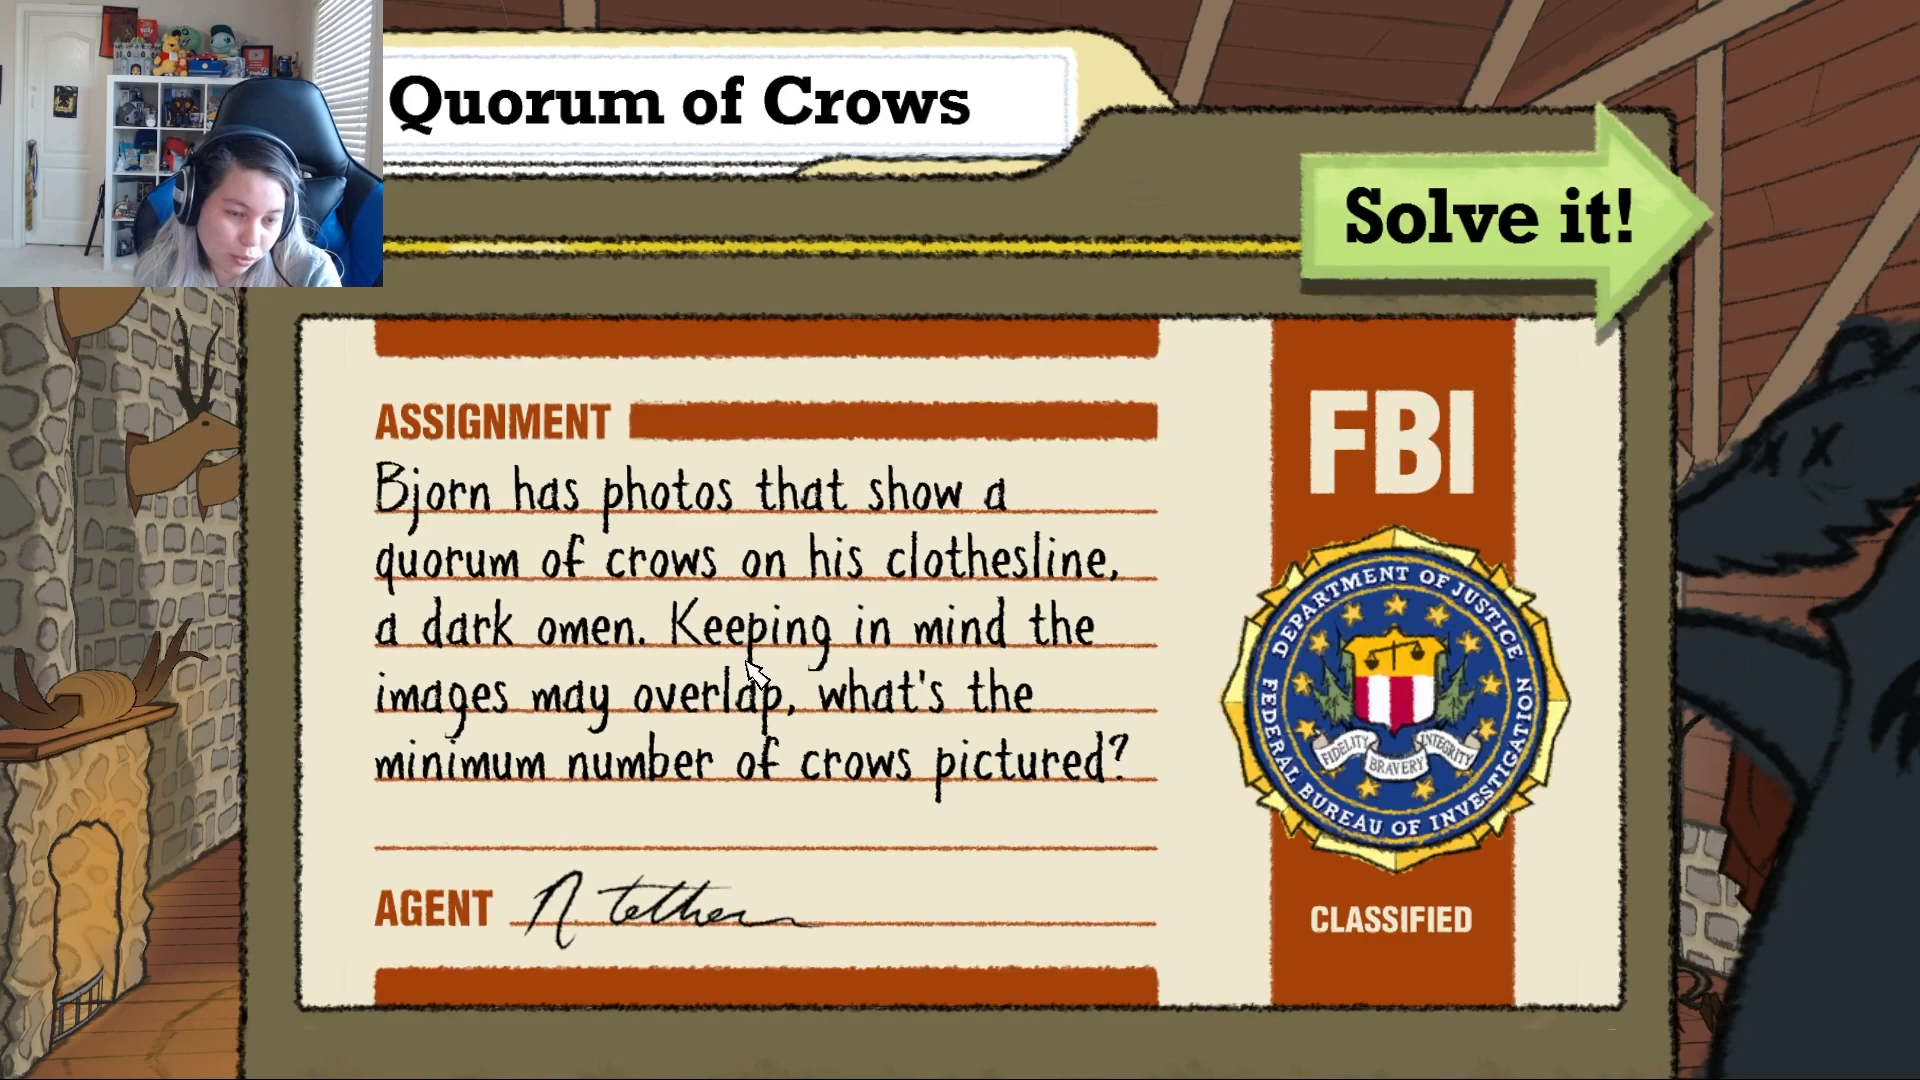 Quorum of Crows
Solve it!
ASSIGNMENT
Bjorn has photos that show a
quorum of crows on his clothesline,
a dark omen. Keeping in mind the
images may overlap, what's the
minimum number of crows pictured?
AGENT N. Tethers
FBI
DEPARTMENT OF JUSTICE
FEDERAL BUREAU OF INVESTIGATION
FIDELITY
BRAVERY
INTEGRITY
CLASSIFIED